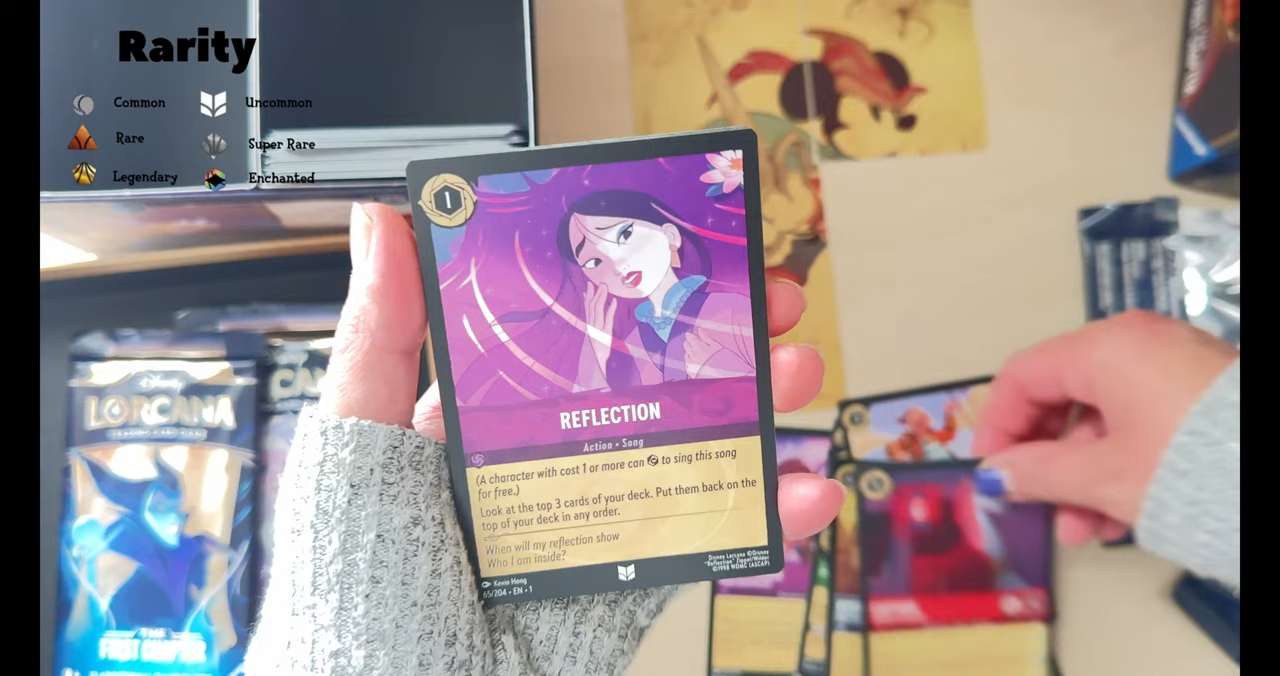 Rarity
Common
Uncommon
Rare
Super Rare
Legendary
Enchanted
1
REFLECTION
Action • Song
(A character with cost 1 or more can to sing this song
for free.)
Look at the top 3 cards of your deck. Put them back on the
top of your deck in any order.
When will my reflection show
Who I am inside?
Kevin Hong
65/204 • EN • 1
Disney Lorcana ©Disney
"Reflection" Zippel/Wilder
©1998 WDMC (ASCAP)
Disney
LORCANA
TRADING CARD GAME
THE
FIRST CHAPTER
CAN